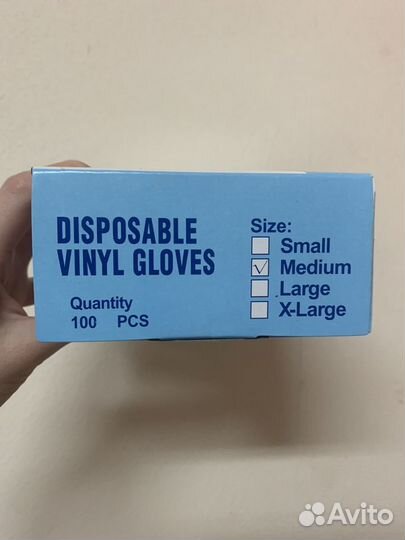 DISPOSABLE
VINYL GLOVES
Quantity
100 PCS
Size:
Small
Medium
Large
X-Large
Avito